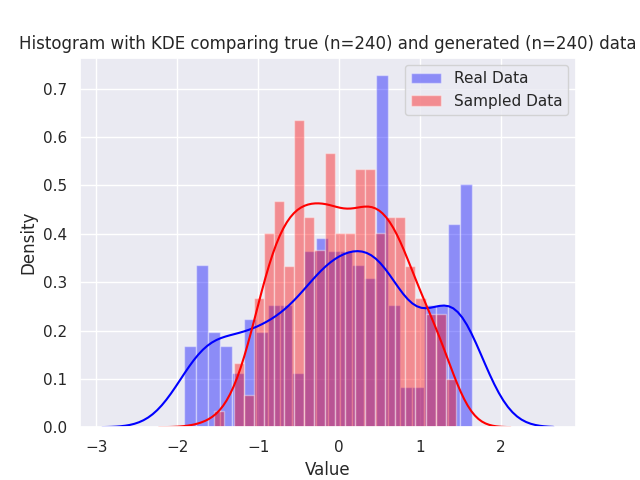 Histogram with KDE comparing true (n=240) and generated (n=240) data
Real Data
Sampled Data
Density
0.7
0.6
0.5
0.4
0.3
0.2
0.1
0.0
−3
−2
−1
0
1
2
Value